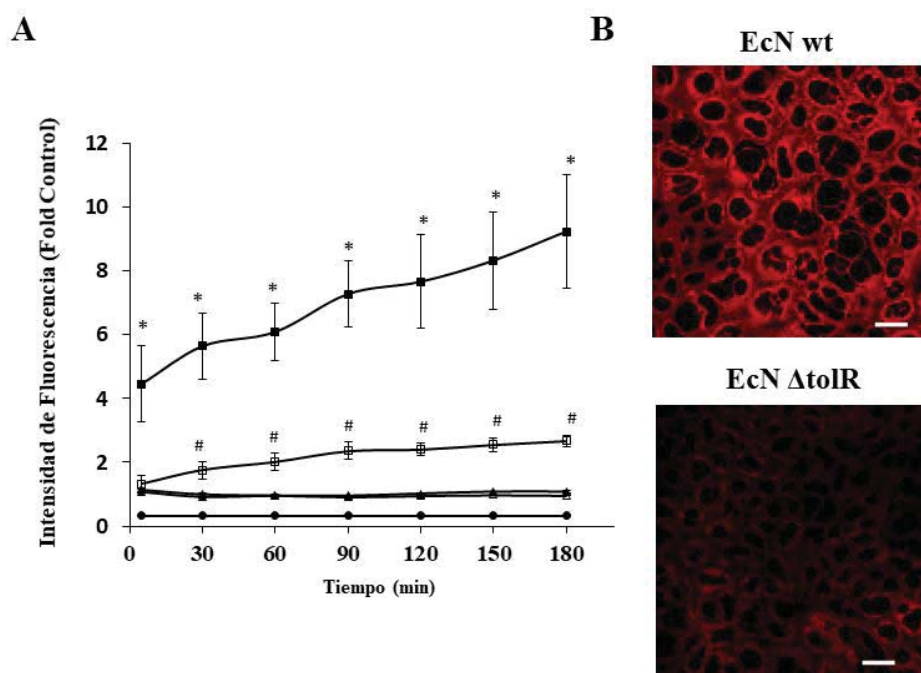 A
B
EcN wt
Intensidad de Fluorescencia (Fold Control)
12
10
8
6
4
2
0
* * * * * * *
# # # # # #
0 30 60 90 120 150 180
Tiempo (min)
EcN ΔtolR